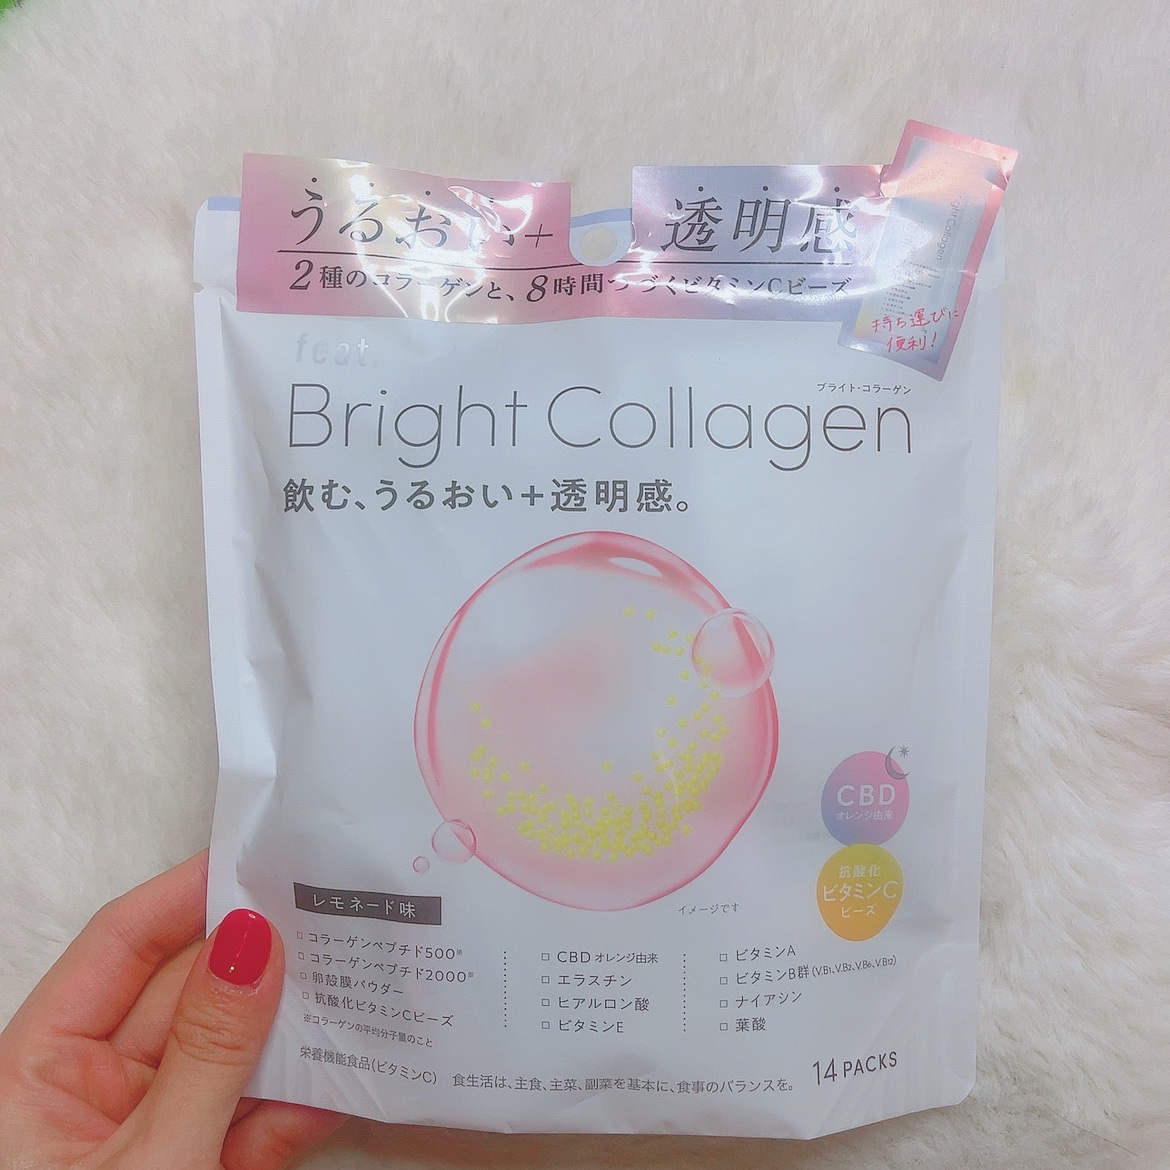 うるおい+ 透明感
2種のコラーゲンと、8時間つづくビタミンCビーズ
right Collagen
持ち運びに
便利!
feat.
ブライト・コラーゲン
Bright Collagen
飲む、うるおい+透明感。
CBD
オレンジ由来
抗酸化
ビタミンC
ビーズ
イメージです
レモネード味
□ コラーゲンペプチド500※
□ コラーゲンペプチド2000※
□ 卵殻膜パウダー
□ 抗酸化ビタミンCビーズ
※コラーゲンの平均分子量のこと
□ CBD オレンジ由来
□ エラスチン
□ ヒアルロン酸
□ ビタミンE
□ ビタミンA
□ ビタミンB群(V.B1、V.B2、V.B6、V.B12)
□ ナイアシン
□ 葉酸
栄養機能食品(ビタミンC) 食生活は、主食、主菜、副菜を基本に、食事のバランスを。
14 PACKS